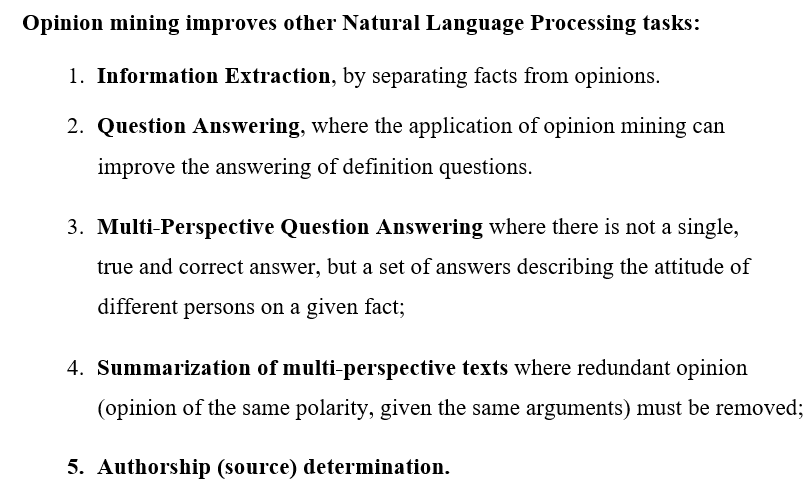 Opinion mining improves other Natural Language Processing tasks:
1. Information Extraction, by separating facts from opinions.
2. Question Answering, where the application of opinion mining can
improve the answering of definition questions.
3. Multi-Perspective Question Answering where there is not a single,
true and correct answer, but a set of answers describing the attitude of
different persons on a given fact;
4. Summarization of multi-perspective texts where redundant opinion
(opinion of the same polarity, given the same arguments) must be removed;
5. Authorship (source) determination.